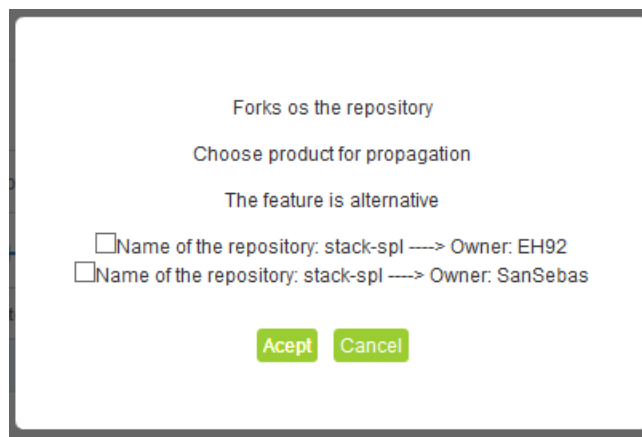 Forks os the repository
Choose product for propagation
The feature is alternative
Name of the repository: stack-spl ----> Owner: EH92
Name of the repository: stack-spl ----> Owner: SanSebas
Acept Cancel